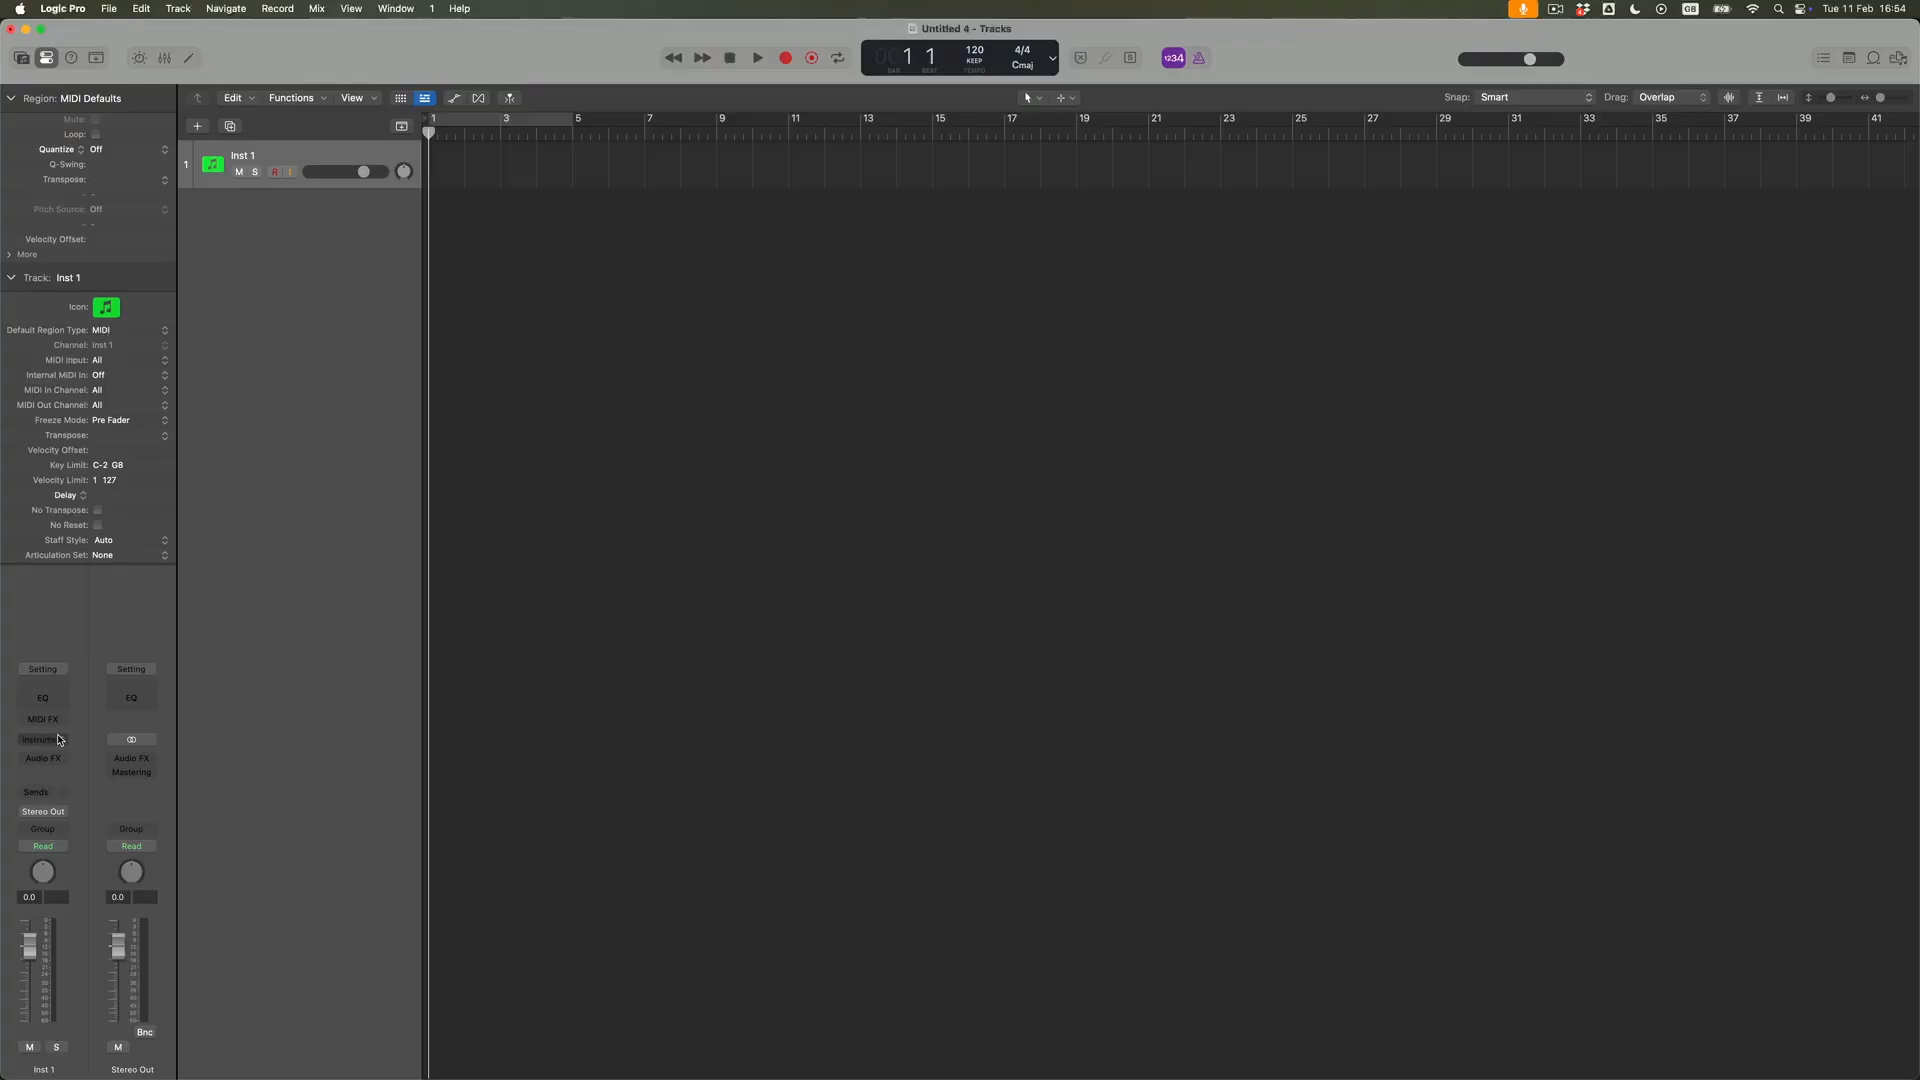 Logic Pro File Edit Track Navigate Record Mix View Window 1 Help Tue 11 Feb 16:54
Untitled 4 - Tracks
1 1 120 4/4
KEEP Cmaj
BAR BEAT TEMPO
1234
Region: MIDI Defaults
Edit Functions View Snap: Smart Drag: Overlap
Mute:
Loop:
Quantize Off
Q-Swing:
Transpose:
Pitch Source: Off
Velocity Offset:
More
1 3 5 7 9 11 13 15 17 19 21 23 25 27 29 31 33 35 37 39 41
1 Inst 1
M S R I
Track: Inst 1
Icon:
Default Region Type: MIDI
Channel: Inst 1
MIDI Input: All
Internal MIDI In: Off
MIDI In Channel: All
MIDI Out Channel: All
Freeze Mode: Pre Fader
Transpose:
Velocity Offset:
Key Limit: C-2 G8
Velocity Limit: 1 127
Delay
No Transpose:
No Reset:
Staff Style: Auto
Articulation Set: None
Setting Setting
EQ EQ
MIDI FX
Instrume
Audio FX Audio FX
Mastering
Sends
Stereo Out
Group Group
Read Read
0.0 0.0
Bnc
M S M
Inst 1 Stereo Out